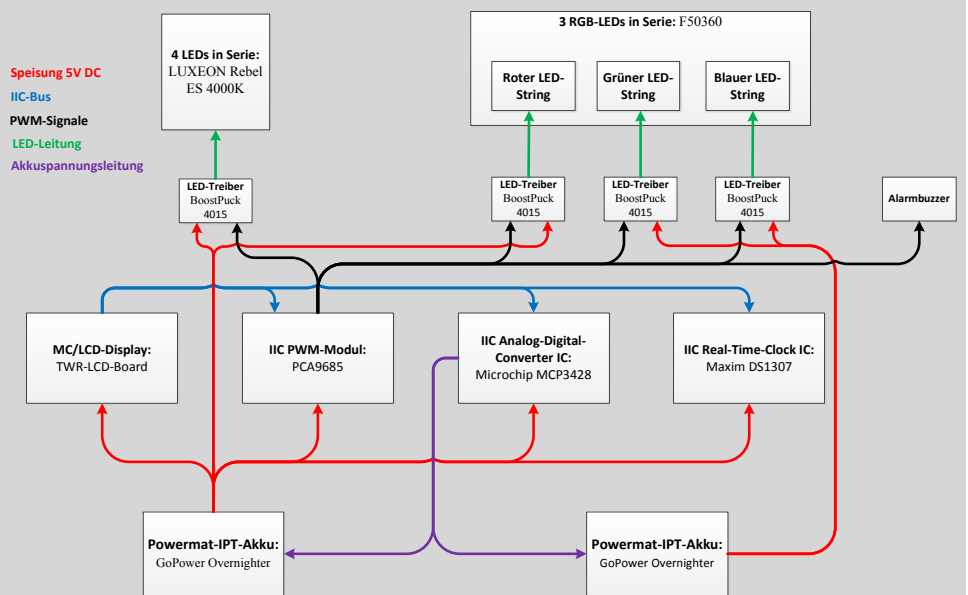 3 RGB-LEDs in Serie: F50360
4 LEDs in Serie:
LUXEON Rebel
ES 4000K
Speisung 5V DC
IIC-Bus
PWM-Signale
LED-Leitung
Akkuspannungsleitung
Roter LED-
String
Grüner LED-
String
Blauer LED-
String
LED-Treiber
BoostPuck
4015
LED-Treiber
BoostPuck
4015
LED-Treiber
BoostPuck
4015
LED-Treiber
BoostPuck
4015
Alarmbuzzer
MC/LCD-Display:
TWR-LCD-Board
IIC PWM-Modul:
PCA9685
IIC Analog-Digital-
Converter IC:
Microchip MCP3428
IIC Real-Time-Clock IC:
Maxim DS1307
Powermat-IPT-Akku:
GoPower Overnighter
Powermat-IPT-Akku:
GoPower Overnighter